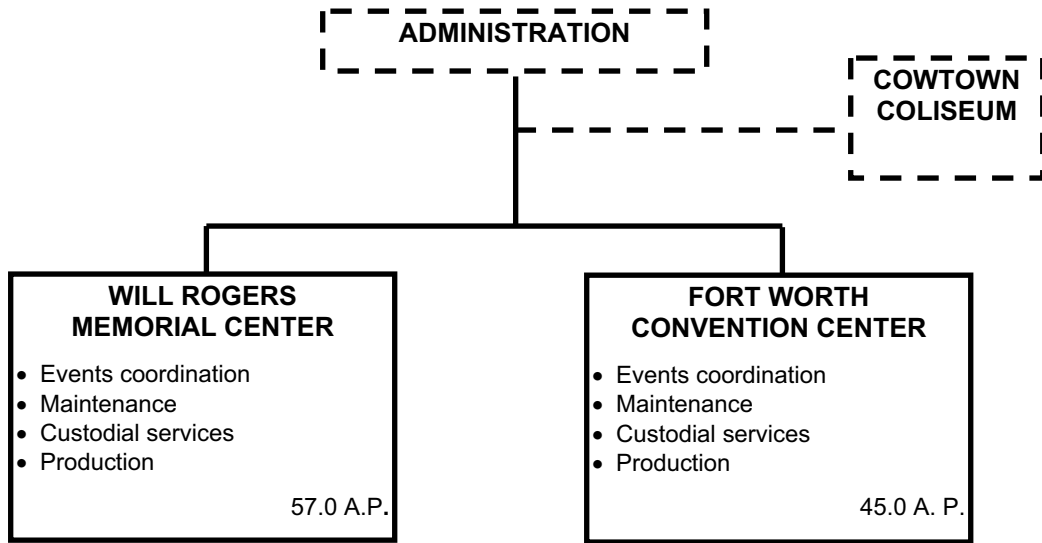 ADMINISTRATION
COWTOWN
COLISEUM
WILL ROGERS
MEMORIAL CENTER
• Events coordination
• Maintenance
• Custodial services
• Production
57.0 A.P.
FORT WORTH
CONVENTION CENTER
• Events coordination
• Maintenance
• Custodial services
• Production
45.0 A. P.